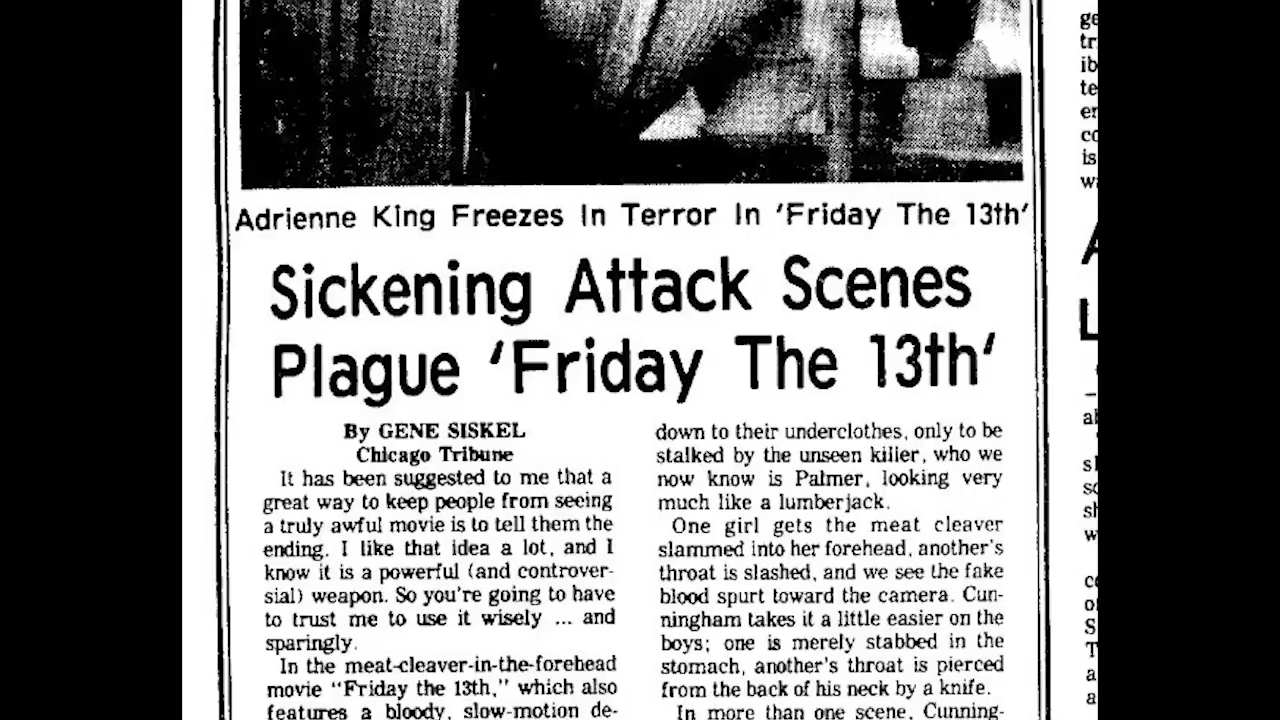 Adrienne King Freezes In Terror In 'Friday The 13th'
Sickening Attack Scenes
Plague 'Friday The 13th'
By GENE SISKEL
Chicago Tribune
It has been suggested to me that a
great way to keep people from seeing
a truly awful movie is to tell them the
ending. I like that idea a lot, and I
know it is a powerful (and controver-
sial) weapon. So you're going to have
to trust me to use it wisely ... and
sparingly.
In the meat-cleaver-in-the-forehead
movie "Friday the 13th," which also
features a bloody, slow-motion de-
down to their underclothes, only to be
stalked by the unseen killer, who we
now know is Palmer, looking very
much like a lumberjack.
One girl gets the meat cleaver
slammed into her forehead, another's
throat is slashed, and we see the fake
blood spurt toward the camera. Cun-
ningham takes it a little easier on the
boys; one is merely stabbed in the
stomach, another's throat is pierced
from the back of his neck by a knife.
In more than one scene, Cunning-